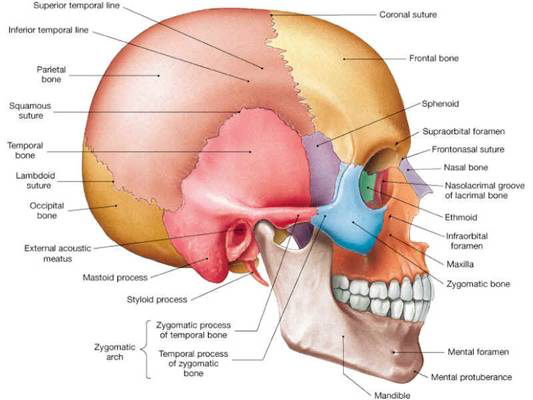 Superior temporal line
Inferior temporal line
Parietal
bone
Squamous
suture
Temporal
bone
Lambdoid
suture
Occipital
bone
External acoustic
meatus
Mastoid process
Styloid process
Zygomatic
arch
Zygomatic process
of temporal bone
Temporal process
of zygomatic
bone
Coronal suture
Frontal bone
Sphenoid
Supraorbital foramen
Frontonasal suture
Nasal bone
Nasolacrimal groove
of lacrimal bone
Ethmoid
Infraorbital
foramen
Maxilla
Zygomatic bone
Mental foramen
Mental protuberance
Mandible